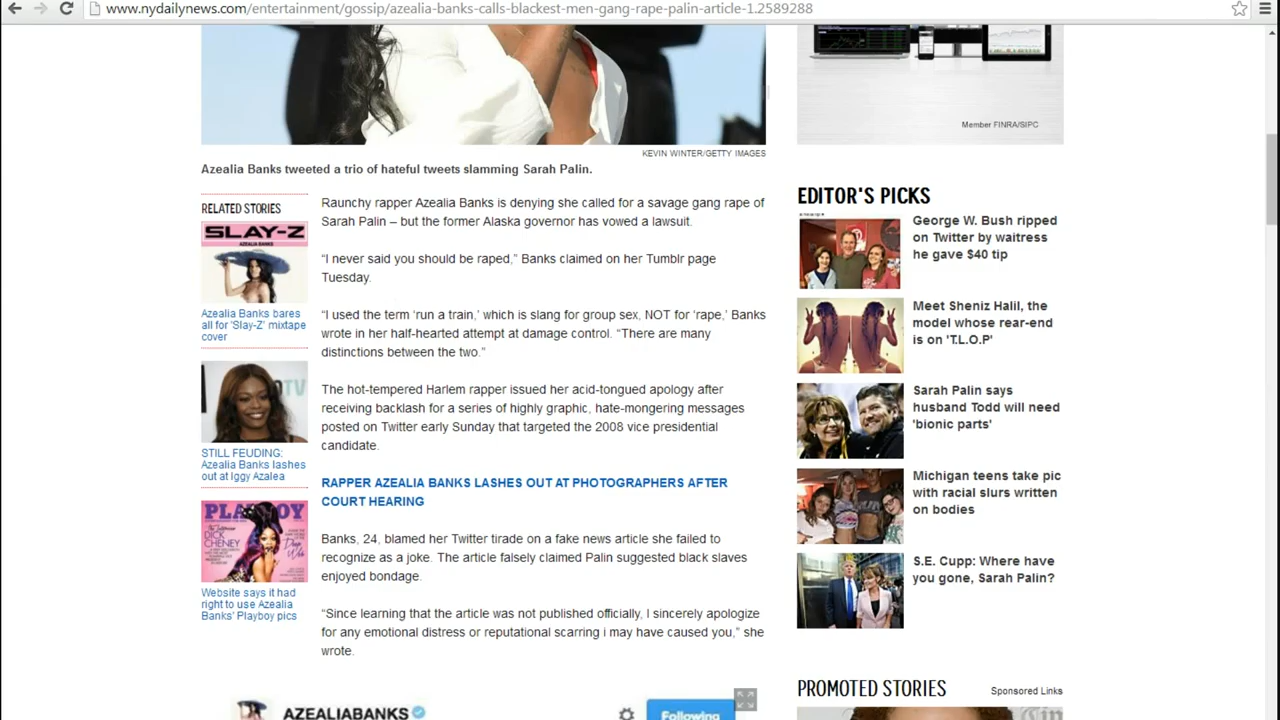 www.nydailynews.com/entertainment/gossip/azealia-banks-calls-blackest-men-gang-rape-palin-article-1.2589288
Member FINRA/SIPC
KEVIN WINTER/GETTY IMAGES
Azealia Banks tweeted a trio of hateful tweets slamming Sarah Palin.
RELATED STORIES
SLAY-Z
AZEALIA BANKS
Azealia Banks bares
all for 'Slay-Z' mixtape
cover
TV
STILL FEUDING:
Azealia Banks lashes
out at Iggy Azalea
PLAYBOY
DICK
CHENEY
Website says it had
right to use Azealia
Banks' Playboy pics
Raunchy rapper Azealia Banks is denying she called for a savage gang rape of
Sarah Palin – but the former Alaska governor has vowed a lawsuit.
“I never said you should be raped,” Banks claimed on her Tumblr page
Tuesday.
“I used the term ‘run a train,’ which is slang for group sex, NOT for ‘rape,’ Banks
wrote in her half-hearted attempt at damage control. “There are many
distinctions between the two.”
The hot-tempered Harlem rapper issued her acid-tongued apology after
receiving backlash for a series of highly graphic, hate-mongering messages
posted on Twitter early Sunday that targeted the 2008 vice presidential
candidate.
RAPPER AZEALIA BANKS LASHES OUT AT PHOTOGRAPHERS AFTER
COURT HEARING
Banks, 24, blamed her Twitter tirade on a fake news article she failed to
recognize as a joke. The article falsely claimed Palin suggested black slaves
enjoyed bondage.
“Since learning that the article was not published officially, I sincerely apologize
for any emotional distress or reputational scarring i may have caused you,” she
wrote.
AZEALIABANKS
Following
EDITOR'S PICKS
George W. Bush ripped
on Twitter by waitress
he gave $40 tip
Meet Sheniz Halil, the
model whose rear-end
is on 'T.L.O.P'
Sarah Palin says
husband Todd will need
'bionic parts'
Michigan teens take pic
with racial slurs written
on bodies
S.E. Cupp: Where have
you gone, Sarah Palin?
PROMOTED STORIES
Sponsored Links